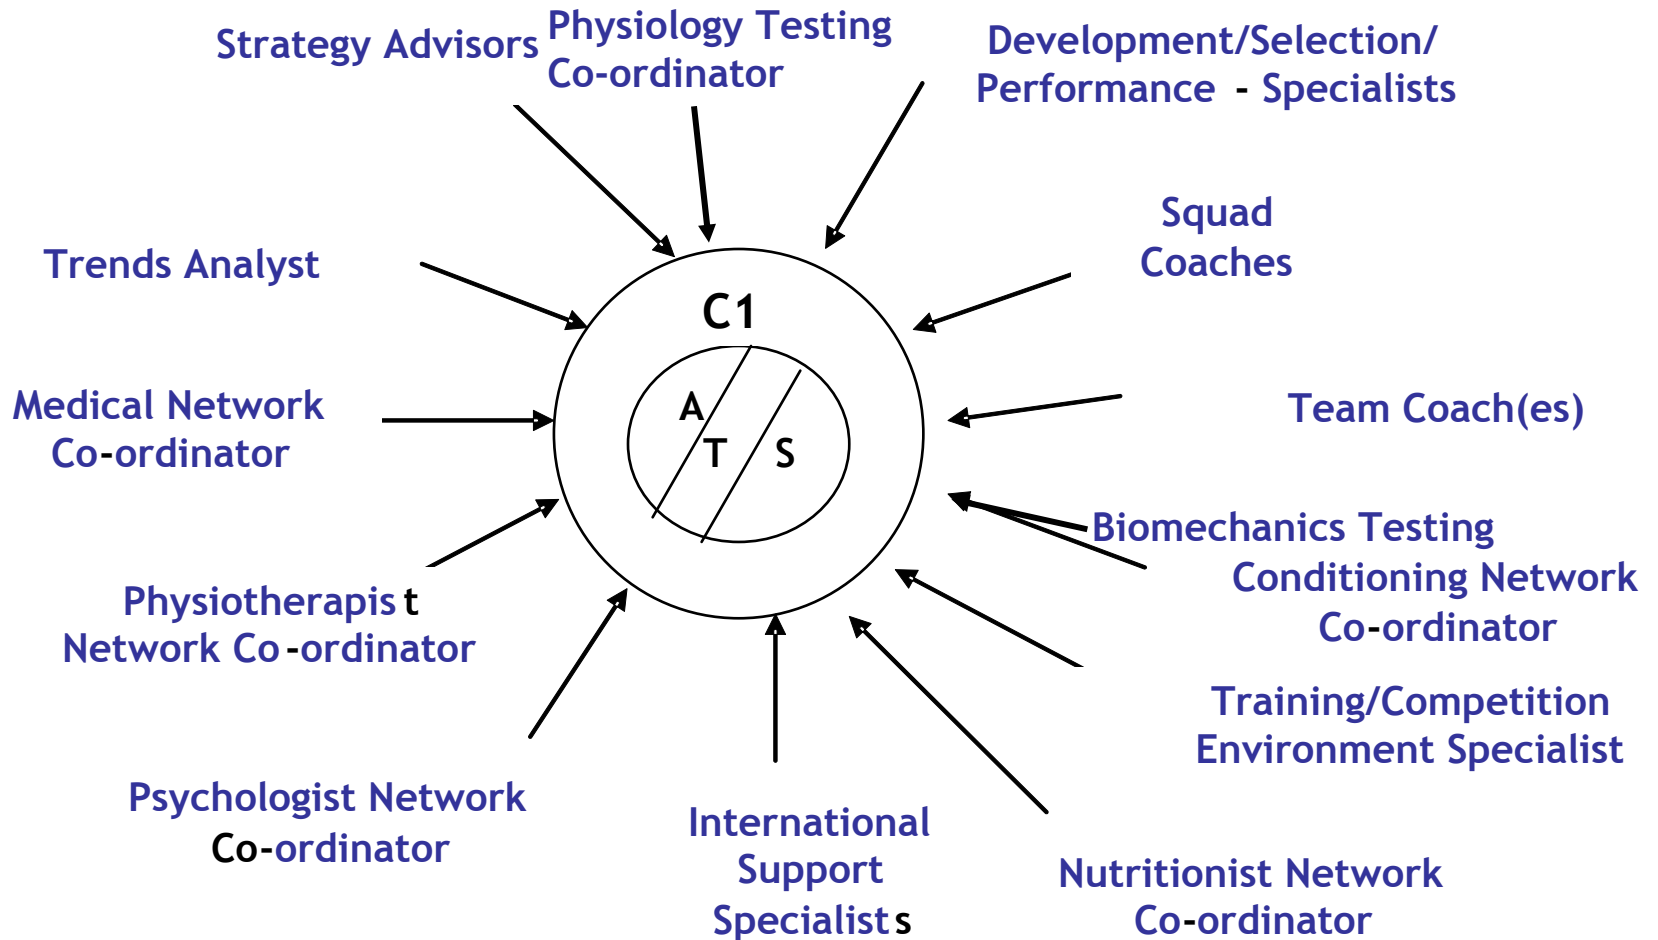 Strategy Advisors
Physiology Testing
Co-ordinator
Development/Selection/
Performance - Specialists
Squad
Coaches
Trends Analyst
C1
A
T S
Medical Network
Co-ordinator
Team Coach(es)
Biomechanics Testing
Conditioning Network
Co-ordinator
Physiotherapist
Network Co-ordinator
Training/Competition
Environment Specialist
Psychologist Network
Co-ordinator
International
Support
Specialists
Nutritionist Network
Co-ordinator